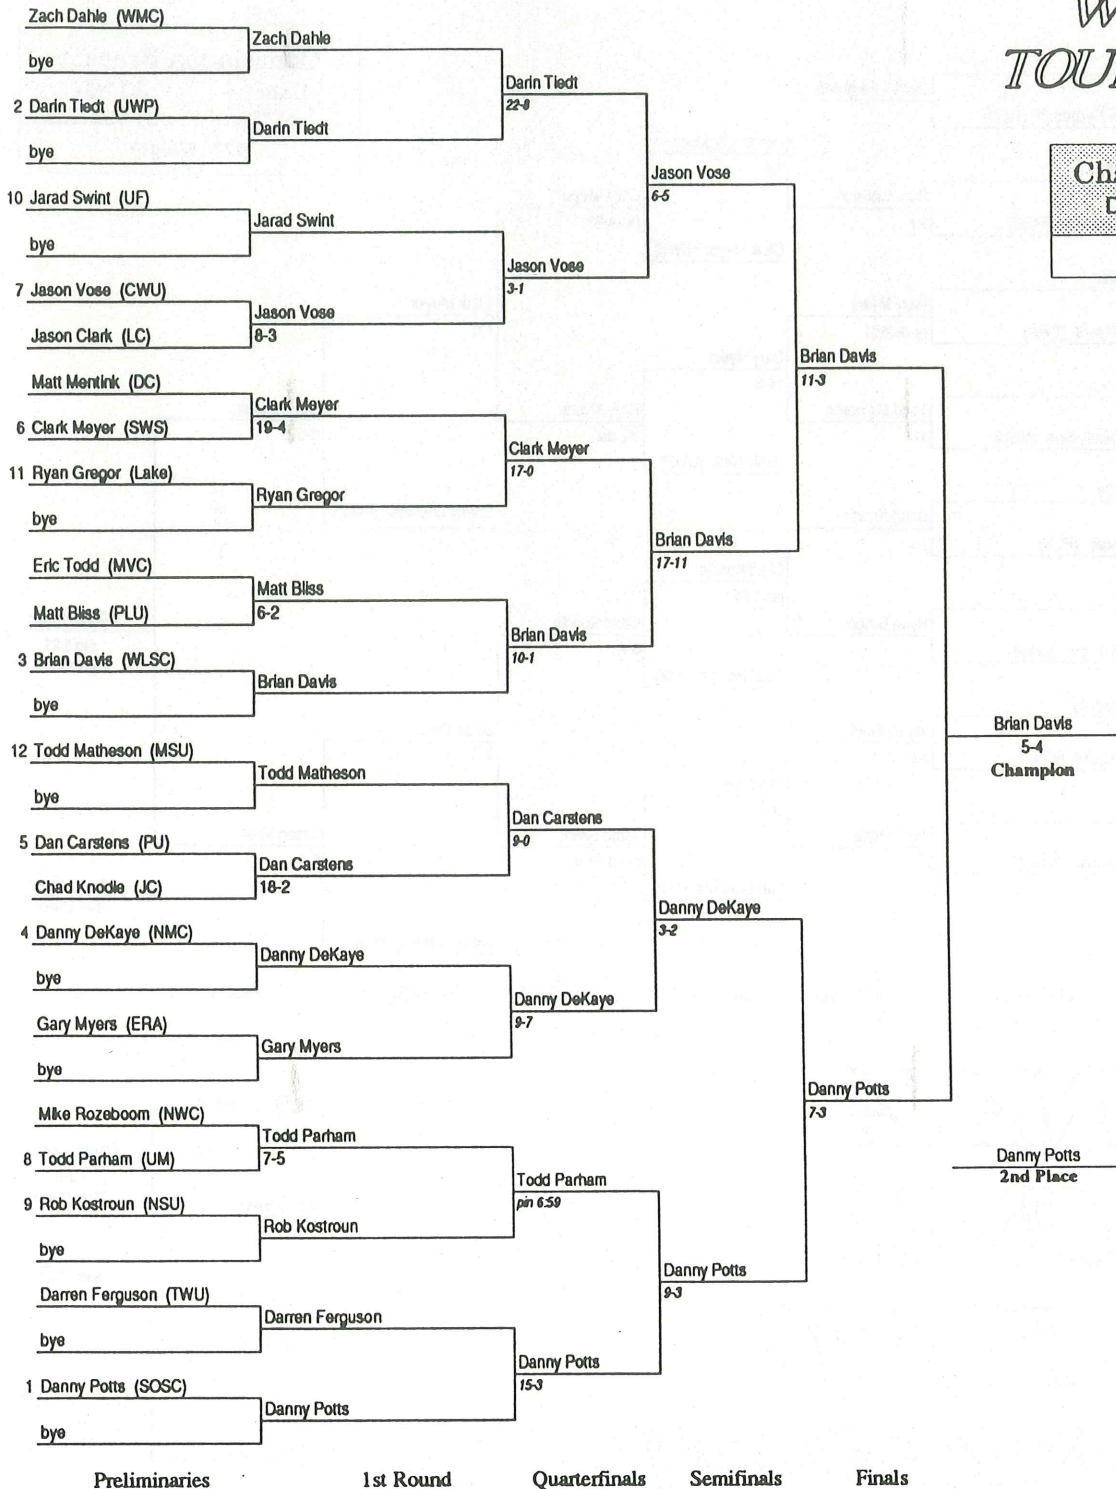 Zach Dahle (WMC)
Zach Dahle
bye
Darin Tiedt
22-8
2 Darin Tiedt (UWP)
Darin Tiedt
bye
Jason Vose
6-5
10 Jarad Swint (UF)
Jarad Swint
bye
Jason Vose
3-1
7 Jason Vose (CWU)
Jason Vose
8-3
Jason Clark (LC)
Brian Davis
11-3
Matt Mentink (DC)
Clark Meyer
19-4
6 Clark Meyer (SWS)
Clark Meyer
17-0
11 Ryan Gregor (Lake)
Ryan Gregor
bye
Brian Davis
17-11
Eric Todd (MVC)
Matt Bliss
6-2
Matt Bliss (PLU)
Brian Davis
10-1
3 Brian Davis (WLSC)
Brian Davis
bye
Brian Davis
5-4
Champion
12 Todd Matheson (MSU)
Todd Matheson
bye
Dan Carstens
9-0
5 Dan Carstens (PU)
Dan Carstens
18-2
Chad Knodle (JC)
Danny DeKaye
3-2
4 Danny DeKaye (NMC)
Danny DeKaye
bye
Danny DeKaye
9-7
Gary Myers (ERA)
Gary Myers
bye
Danny Potts
7-3
Mike Rozeboom (NWC)
Todd Parham
7-5
8 Todd Parham (UM)
Danny Potts
2nd Place
Todd Parham
pin 6:59
9 Rob Kostroun (NSU)
Rob Kostroun
bye
Danny Potts
9-3
Darren Ferguson (TWU)
Darren Ferguson
bye
Danny Potts
15-3
1 Danny Potts (SOSC)
Danny Potts
bye
Preliminaries 1st Round Quarterfinals Semifinals Finals